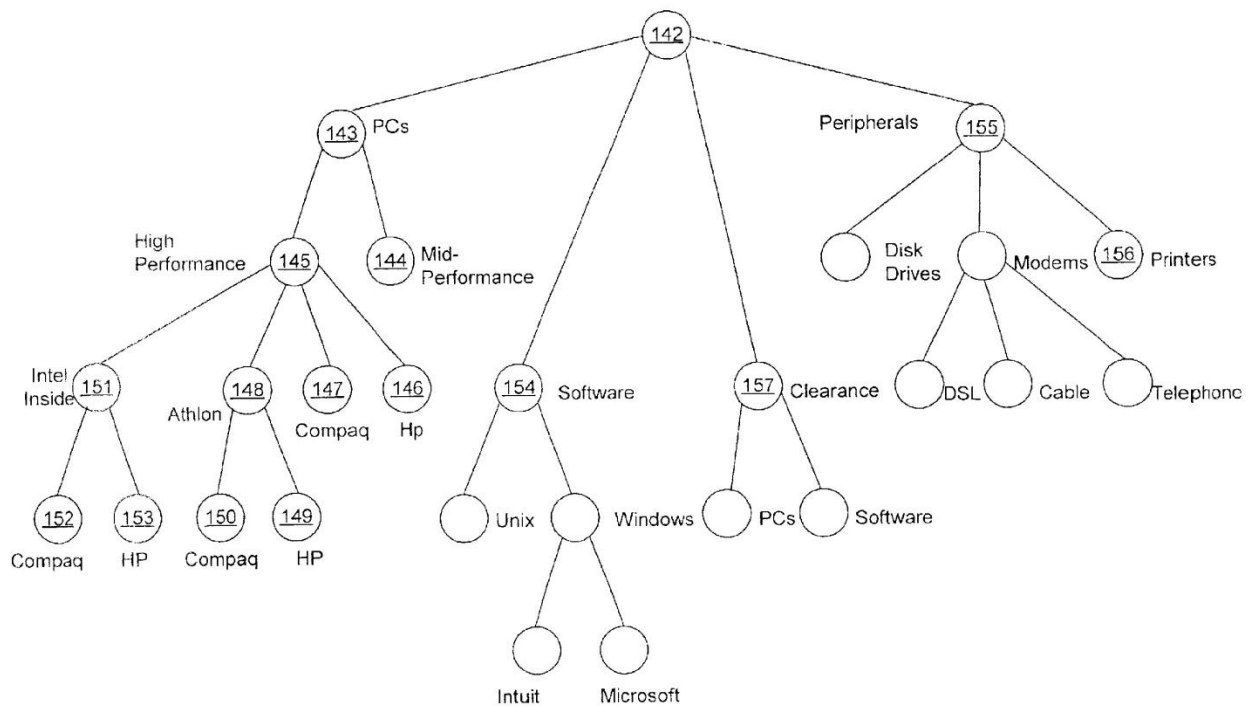 142
143 PCs
Peripherals 155
High
Performance 145
144 Mid-
Performance
Disk
Drives
Modems
156 Printers
Intel
Inside 151
Athlon 148
147
Compaq
146
Hp
154 Software
157 Clearance
DSL
Cable
Telephone
152
Compaq
153
HP
150
Compaq
149
HP
Unix
Windows
PCs
Software
Intuit
Microsoft